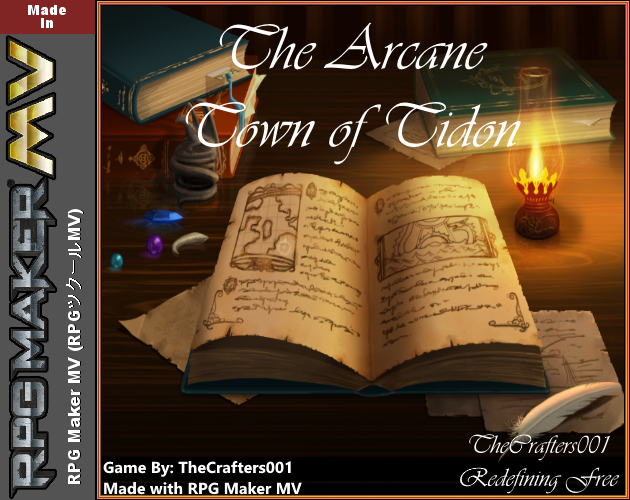 Made
In
RPG MAKER MV
RPG Maker MV (RPGツクールMV)
The Arcane
Town of Tidon
Game By: TheCrafters001
Made with RPG Maker MV
TheCrafters001
Redefining Free